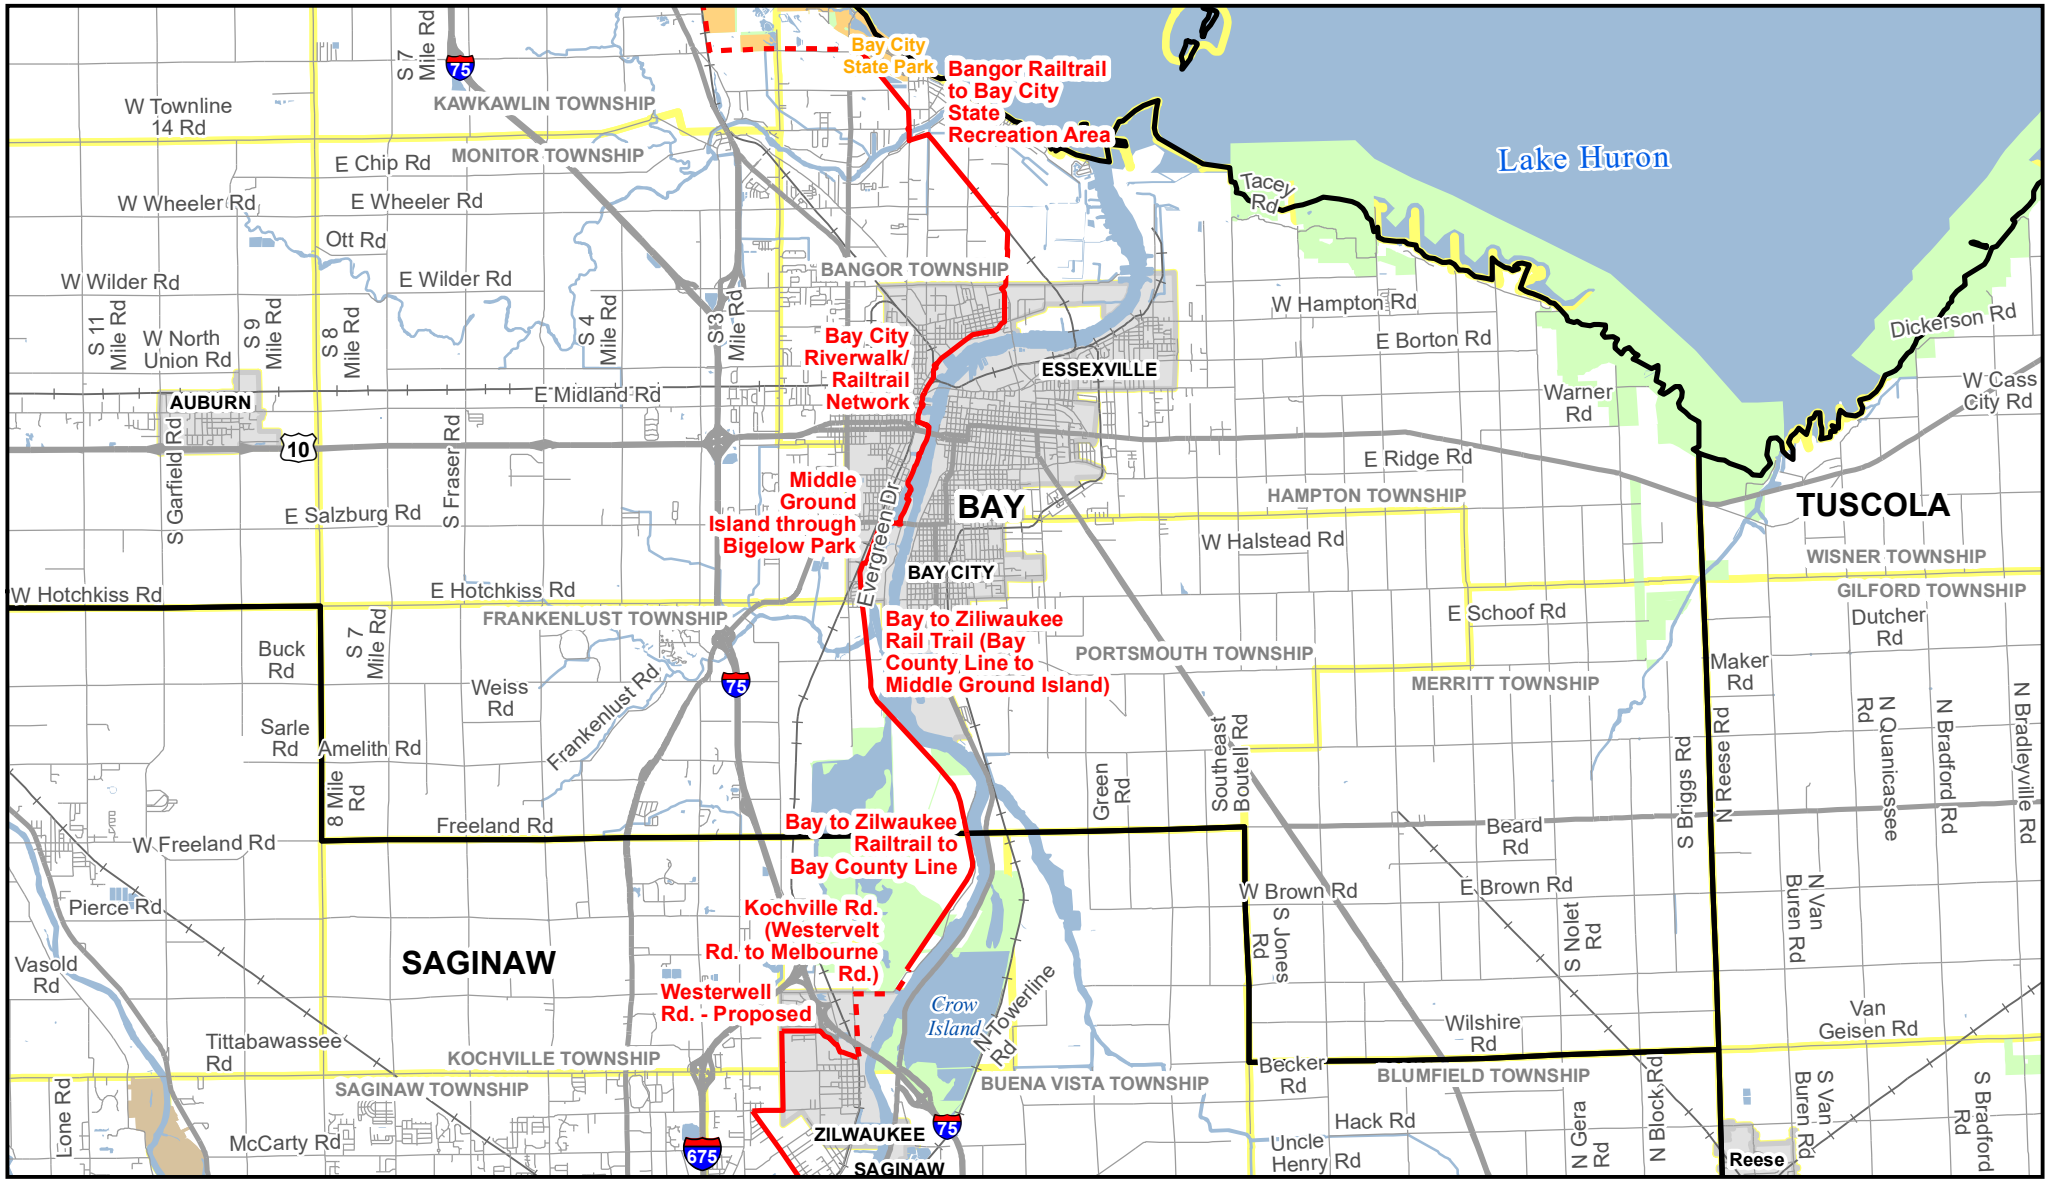 S 7
Mile Rd
75
Bay City
State Park
Bangor Railtrail
to Bay City
State
Recreation Area
W Townline
14 Rd
KAWKAWLIN TOWNSHIP
MONITOR TOWNSHIP
E Chip Rd
Lake Huron
Tacey
Rd
W Wheeler Rd
E Wheeler Rd
Ott Rd
BANGOR TOWNSHIP
W Wilder Rd
E Wilder Rd
W Hampton Rd
Dickerson Rd
S 11
Mile Rd
W North
Union Rd
S 9
Mile Rd
S 8
Mile Rd
S 4
Mile Rd
S 3
Mile Rd
Bay City
Riverwalk/
Railtrail
Network
E Borton Rd
ESSEXVILLE
AUBURN
E Midland Rd
Warner
Rd
W Cass
City Rd
10
S Garfield Rd
S Fraser Rd
E Ridge Rd
Middle
Ground
Island through
Bigelow Park
Evergreen Dr
BAY
HAMPTON TOWNSHIP
TUSCOLA
E Salzburg Rd
W Halstead Rd
WISNER TOWNSHIP
BAY CITY
W Hotchkiss Rd
E Hotchkiss Rd
GILFORD TOWNSHIP
FRANKENLUST TOWNSHIP
Bay to Ziliwaukee
Rail Trail (Bay
County Line to
Middle Ground Island)
E Schoof Rd
Dutcher
Rd
Buck
Rd
S 7
Mile Rd
PORTSMOUTH TOWNSHIP
Maker
Rd
MERRITT TOWNSHIP
Weiss
Rd
75
Frankenlust Rd
Sarle
Rd
Amelith Rd
8 Mile
Rd
Green
Rd
Southeast
Boutell Rd
S Briggs Rd
N Reese Rd
N Quanicassee
Rd
N Bradford Rd
N Bradleyville Rd
Freeland Rd
Bay to Zilwaukee
Railtrail to
Bay County Line
W Freeland Rd
Beard
Rd
Pierce Rd
W Brown Rd
E Brown Rd
Kochville Rd.
(Westervelt
Rd. to Melbourne
Rd.)
S Jones
Rd
S Nolet
Rd
N Van
Buren Rd
SAGINAW
Vasold
Rd
Westerwell
Rd. - Proposed
Crow
Island
N Towerline
Rd
Van
Geisen Rd
Wilshire
Rd
Tittabawassee
Rd
KOCHVILLE TOWNSHIP
SAGINAW TOWNSHIP
BUENA VISTA TOWNSHIP
Becker
Rd
BLUMFIELD TOWNSHIP
Lone Rd
McCarty Rd
675
ZILWAUKEE
75
SAGINAW
Hack Rd
Uncle
Henry Rd
N Gera
Rd
N Block Rd
Reese
S Van
Buren Rd
S Bradford
Rd